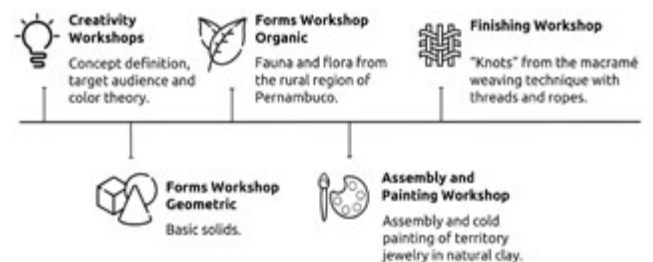 Creativity
Workshops
Concept definition,
target audience and
color theory.
Forms Workshop
Geometric
Basic solids.
Forms Workshop
Organic
Fauna and flora from
the rural region of
Pernambuco.
Assembly and
Painting Workshop
Assembly and cold
painting of territory
jewelry in natural clay.
Finishing Workshop
"Knots" from the macramé
weaving technique with
threads and ropes.